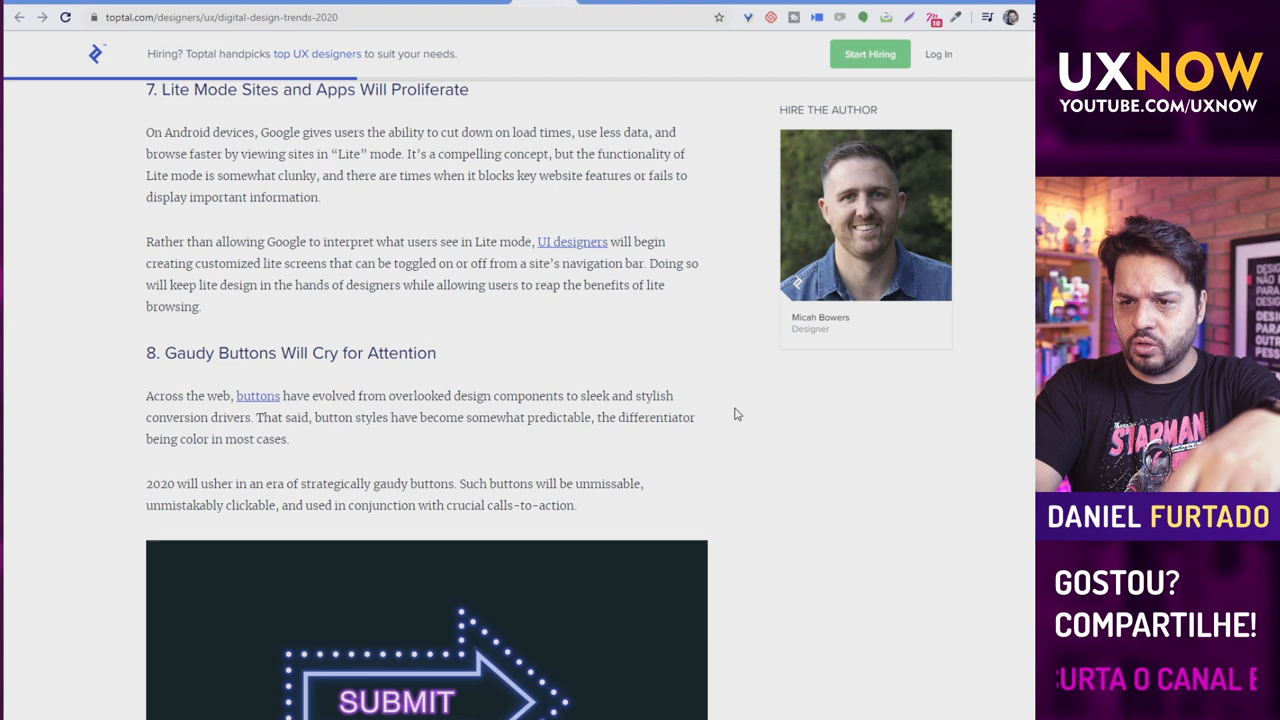 toptal.com/designers/ux/digital-design-trends-2020
Hiring? Toptal handpicks top UX designers to suit your needs.
Start Hiring
Log In
7. Lite Mode Sites and Apps Will Proliferate
On Android devices, Google gives users the ability to cut down on load times, use less data, and
browse faster by viewing sites in “Lite” mode. It’s a compelling concept, but the functionality of
Lite mode is somewhat clunky, and there are times when it blocks key website features or fails to
display important information.
Rather than allowing Google to interpret what users see in Lite mode, UI designers will begin
creating customized lite screens that can be toggled on or off from a site’s navigation bar. Doing so
will keep lite design in the hands of designers while allowing users to reap the benefits of lite
browsing.
8. Gaudy Buttons Will Cry for Attention
Across the web, buttons have evolved from overlooked design components to sleek and stylish
conversion drivers. That said, button styles have become somewhat predictable, the differentiator
being color in most cases.
2020 will usher in an era of strategically gaudy buttons. Such buttons will be unmissable,
unmistakably clickable, and used in conjunction with crucial calls-to-action.
SUBMIT
HIRE THE AUTHOR
Micah Bowers
Designer
UXNOW
YOUTUBE.COM/UXNOW
STARMAN
DANIEL FURTADO
GOSTOU?
COMPARTILHE!
CURTA O CANAL E